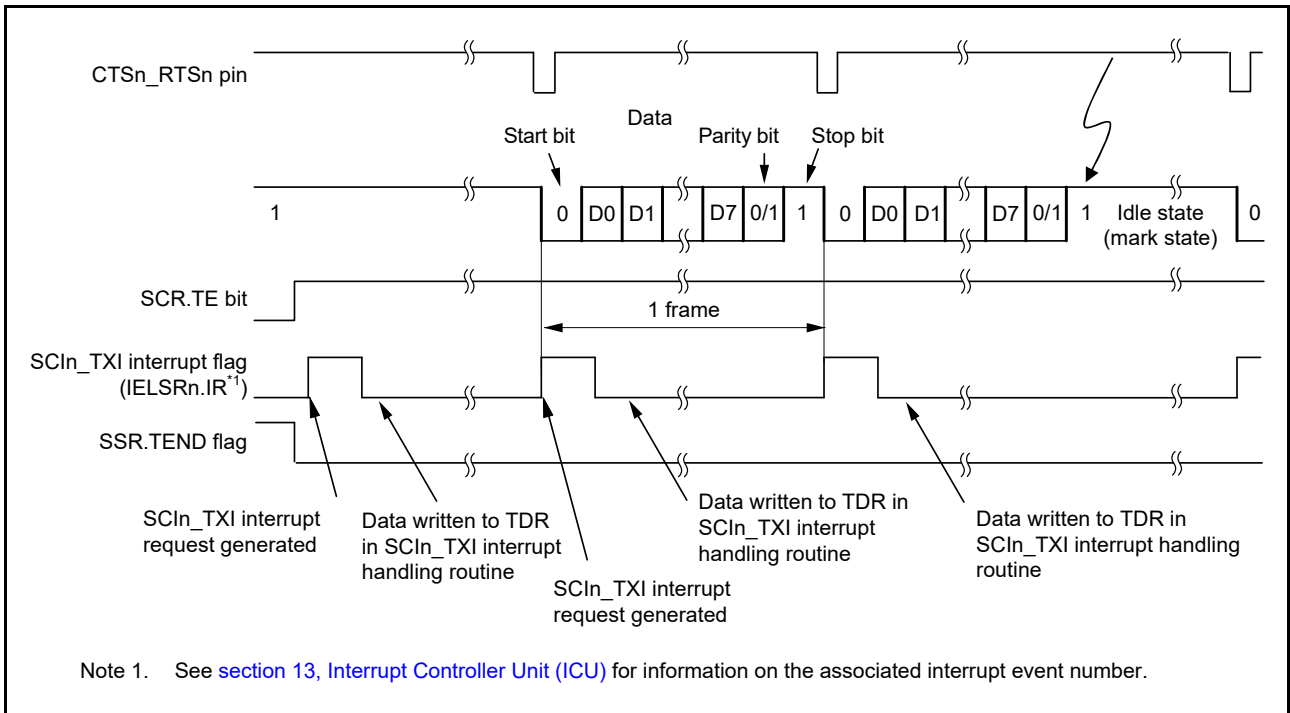 CTSn_RTSn pin
Data
Start bit
Parity bit
Stop bit
1
0
D0
D1
D7
0/1
1
0
D0
D1
D7
0/1
1
Idle state
(mark state)
0
SCR.TE bit
1 frame
SCIn_TXI interrupt flag
(IELSRn.IR*1)
SSR.TEND flag
SCIn_TXI interrupt
request generated
Data written to TDR
in SCIn_TXI interrupt
handling routine
SCIn_TXI interrupt
request generated
Data written to TDR in
SCIn_TXI interrupt
handling routine
Data written to TDR in
SCIn_TXI interrupt handling
routine
Note 1. See section 13, Interrupt Controller Unit (ICU) for information on the associated interrupt event number.